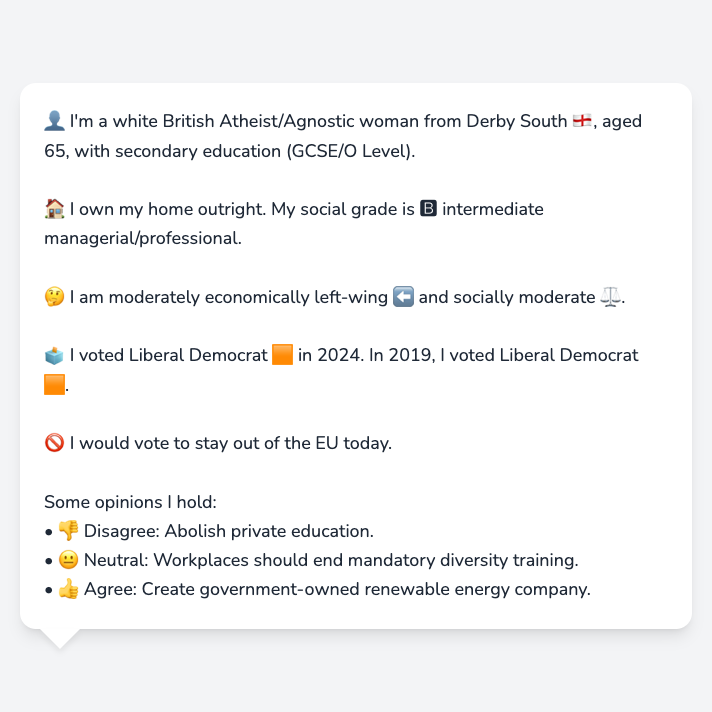 👤 I'm a white British Atheist/Agnostic woman from Derby South 🏴󠁧󠁢󠁥󠁮󠁧󠁿, aged
65, with secondary education (GCSE/O Level).
🏠 I own my home outright. My social grade is 🅱 intermediate
managerial/professional.
🤔 I am moderately economically left-wing ⬅️ and socially moderate ⚖️.
🗳️ I voted Liberal Democrat 🟧 in 2024. In 2019, I voted Liberal Democrat
🟧.
🚫 I would vote to stay out of the EU today.
Some opinions I hold:
• 👎 Disagree: Abolish private education.
• 😐 Neutral: Workplaces should end mandatory diversity training.
• 👍 Agree: Create government-owned renewable energy company.